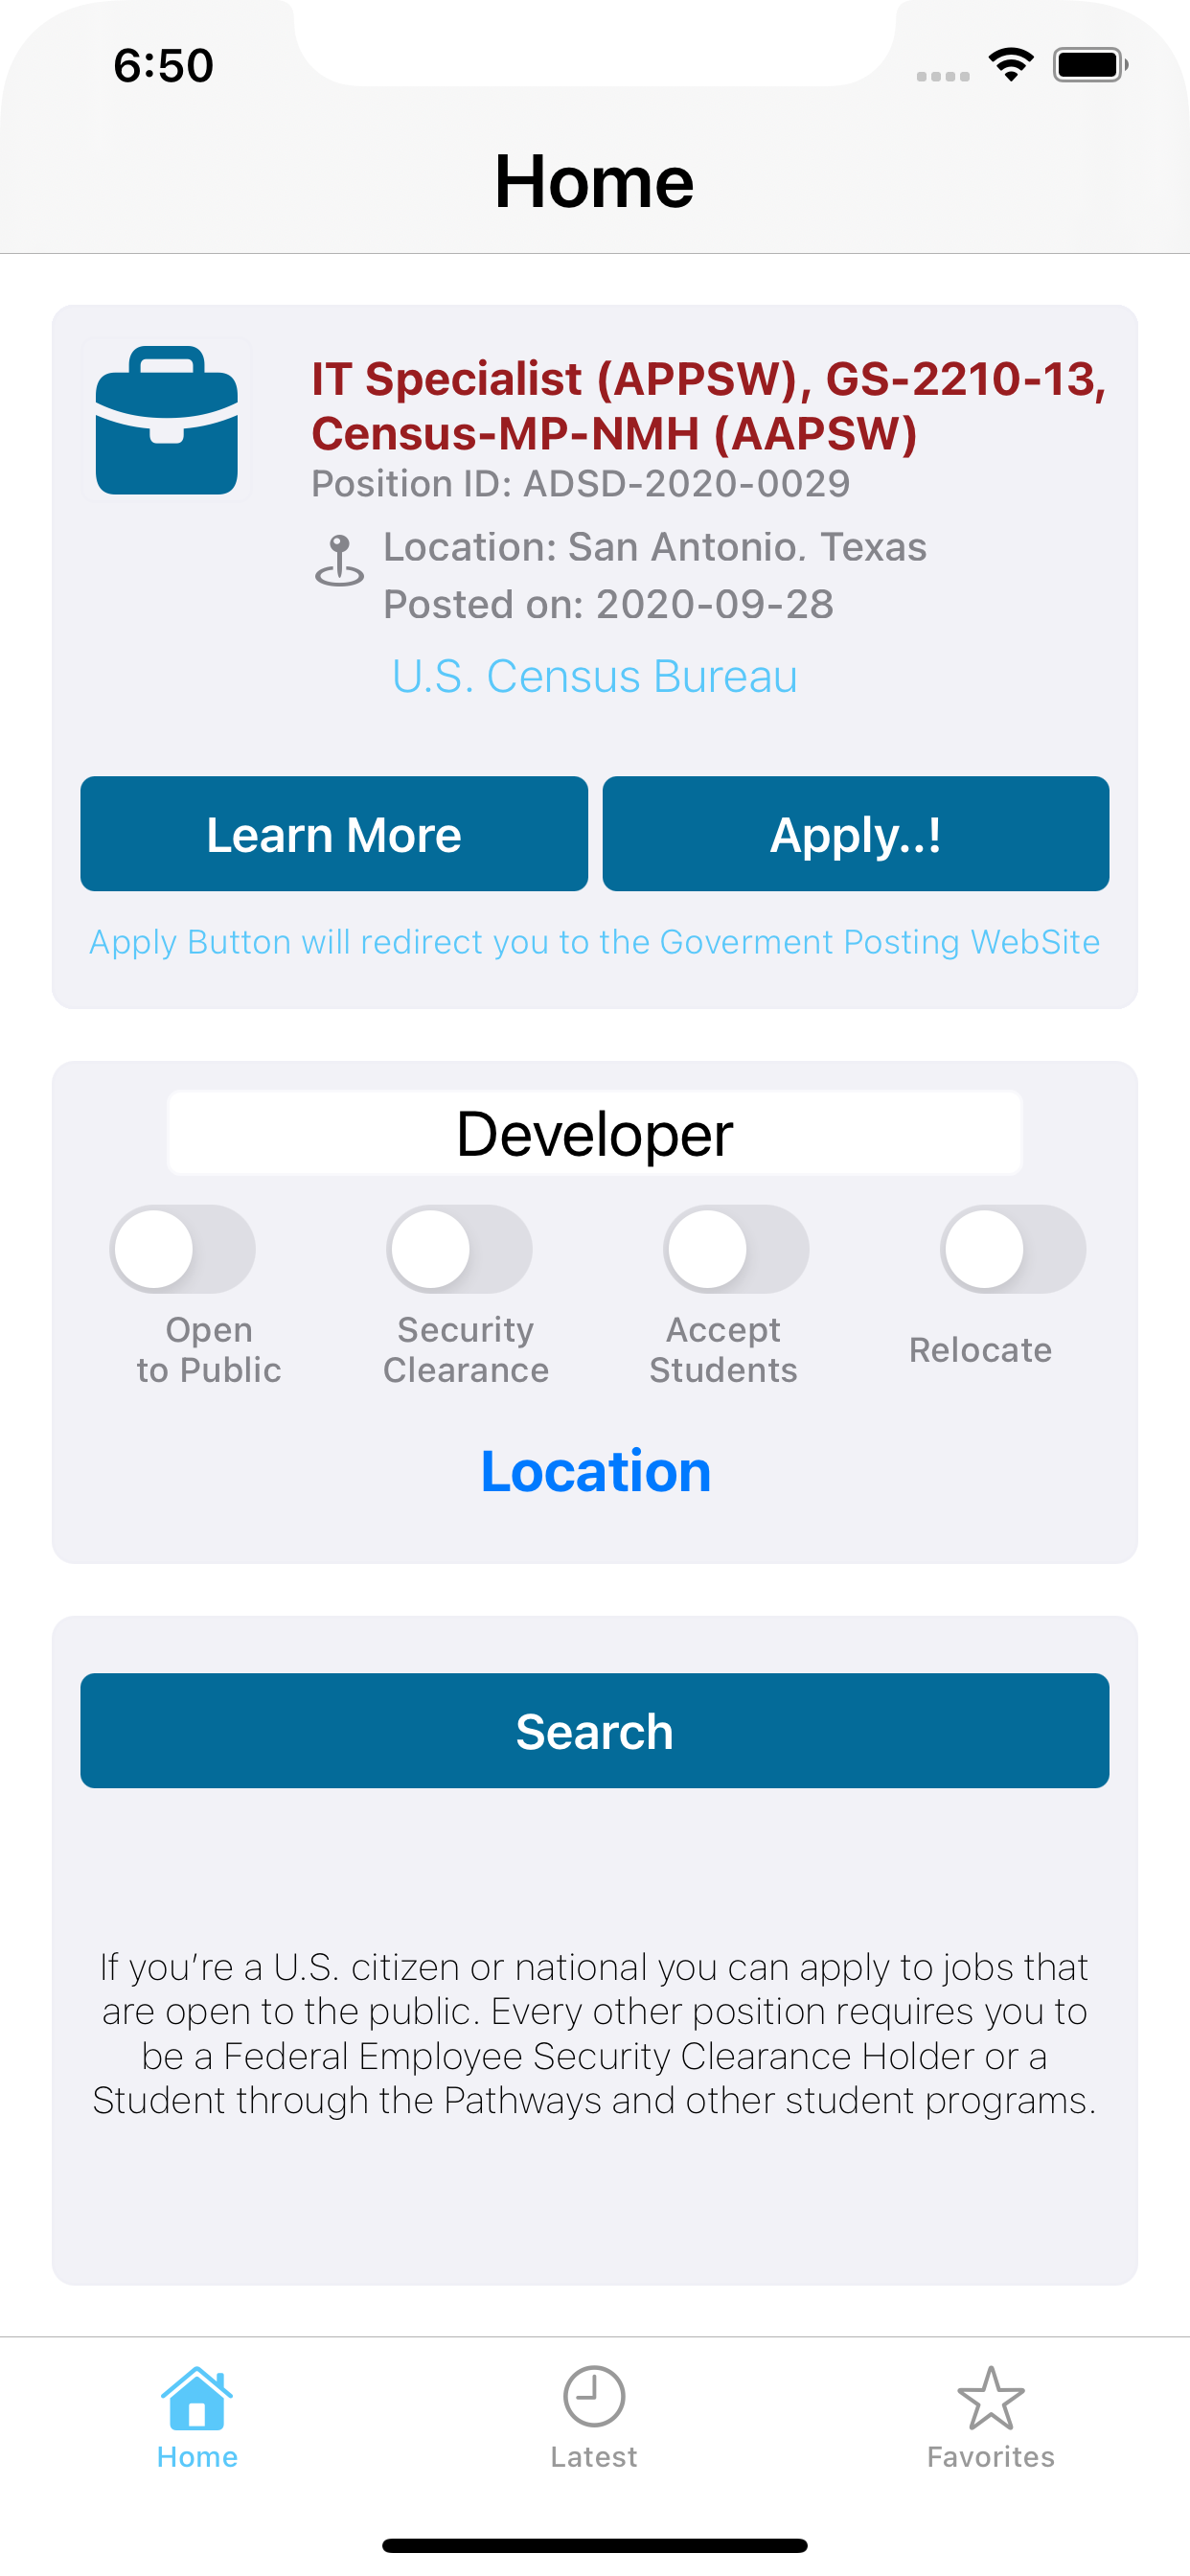 6:50
Home
IT Specialist (APPSW), GS-2210-13,
Census-MP-NMH (AAPSW)
Position ID: ADSD-2020-0029
Location: San Antonio, Texas
Posted on: 2020-09-28
U.S. Census Bureau
Learn More
Apply..!
Apply Button will redirect you to the Goverment Posting WebSite
Developer
Open
to Public
Security
Clearance
Accept
Students
Relocate
Location
Search
If you’re a U.S. citizen or national you can apply to jobs that
are open to the public. Every other position requires you to
be a Federal Employee Security Clearance Holder or a
Student through the Pathways and other student programs.
Home
Latest
Favorites